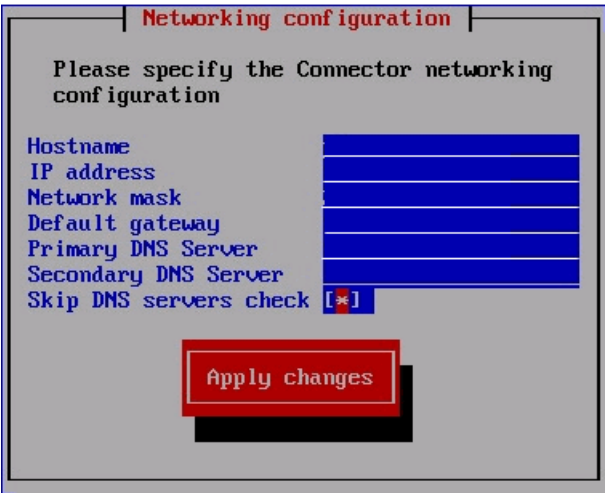 Networking configuration
Please specify the Connector networking
configuration
Hostname
IP address
Network mask
Default gateway
Primary DNS Server
Secondary DNS Server
Skip DNS servers check [*]
Apply changes